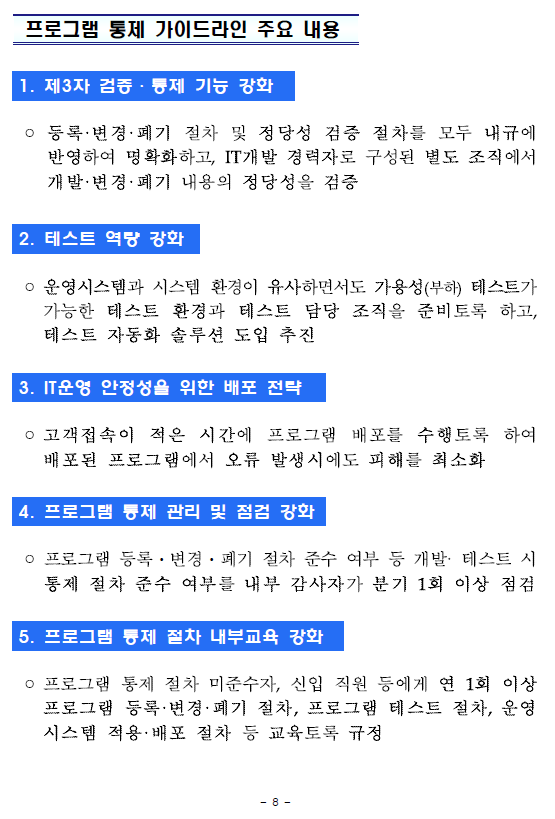 프로그램 통제 가이드라인 주요 내용
1. 제3자 검증·통제 기능 강화
○ 등록·변경·폐기 절차 및 정당성 검증 절차를 모두 내규에
반영하여 명확화하고, IT개발 경력자로 구성된 별도 조직에서
개발·변경·폐기 내용의 정당성을 검증
2. 테스트 역량 강화
○ 운영시스템과 시스템 환경이 유사하면서도 가용성(부하) 테스트가
가능한 테스트 환경과 테스트 담당 조직을 준비토록 하고,
테스트 자동화 솔루션 도입 추진
3. IT운영 안정성을 위한 배포 전략
○ 고객접속이 적은 시간에 프로그램 배포를 수행토록 하여
배포된 프로그램에서 오류 발생시에도 피해를 최소화
4. 프로그램 통제 관리 및 점검 강화
○ 프로그램 등록·변경·폐기 절차 준수 여부 등 개발· 테스트 시
통제 절차 준수 여부를 내부 감사자가 분기 1회 이상 점검
5. 프로그램 통제 절차 내부교육 강화
○ 프로그램 통제 절차 미준수자, 신입 직원 등에게 연 1회 이상
프로그램 등록·변경·폐기 절차, 프로그램 테스트 절차, 운영
시스템 적용·배포 절차 등 교육토록 규정
- 8 -